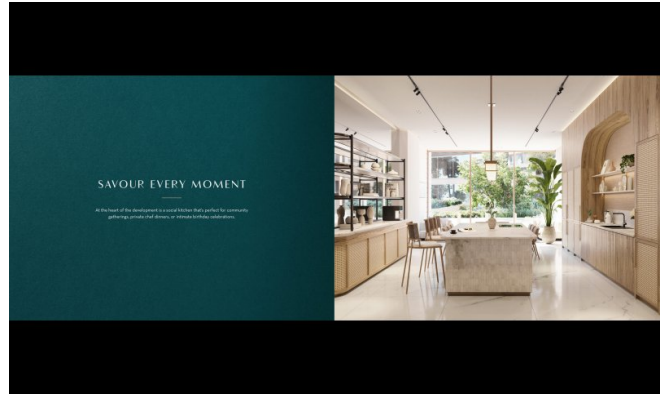 SAVOUR EVERY MOMENT
At the heart of the development is a social kitchen that's perfect for community
gatherings, private chef dinners, or intimate birthday celebrations.